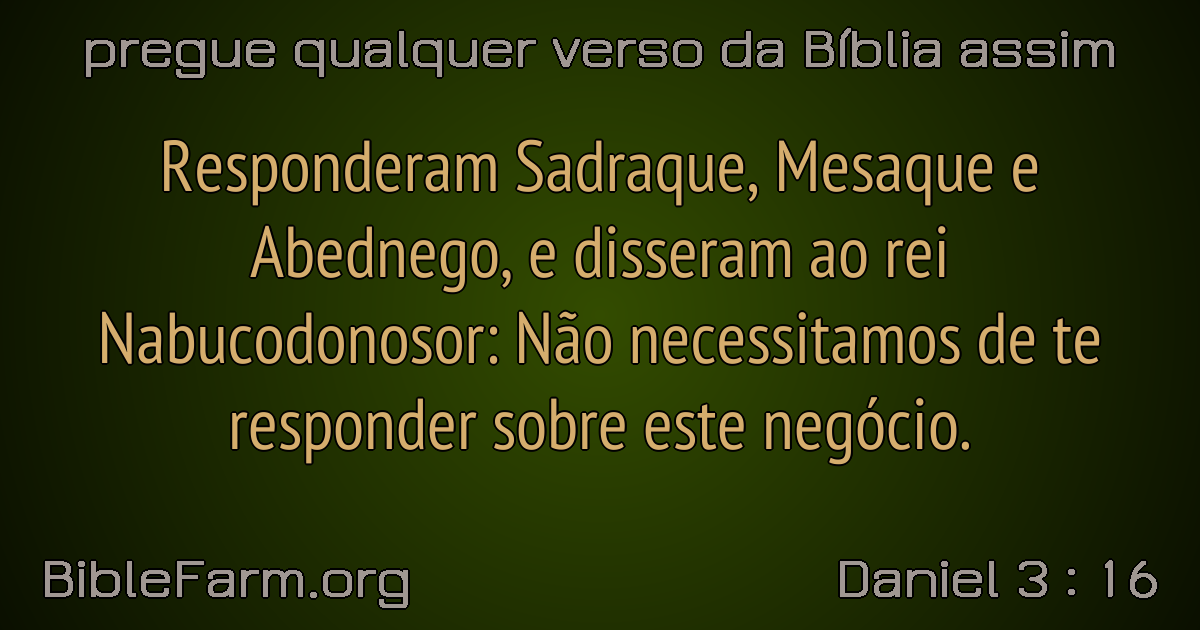 pregue qualquer verso da Bíblia assim
Responderam Sadraque, Mesaque e
Abednego, e disseram ao rei
Nabucodonosor: Não necessitamos de te
responder sobre este negócio.
BibleFarm.org
Daniel 3 : 16